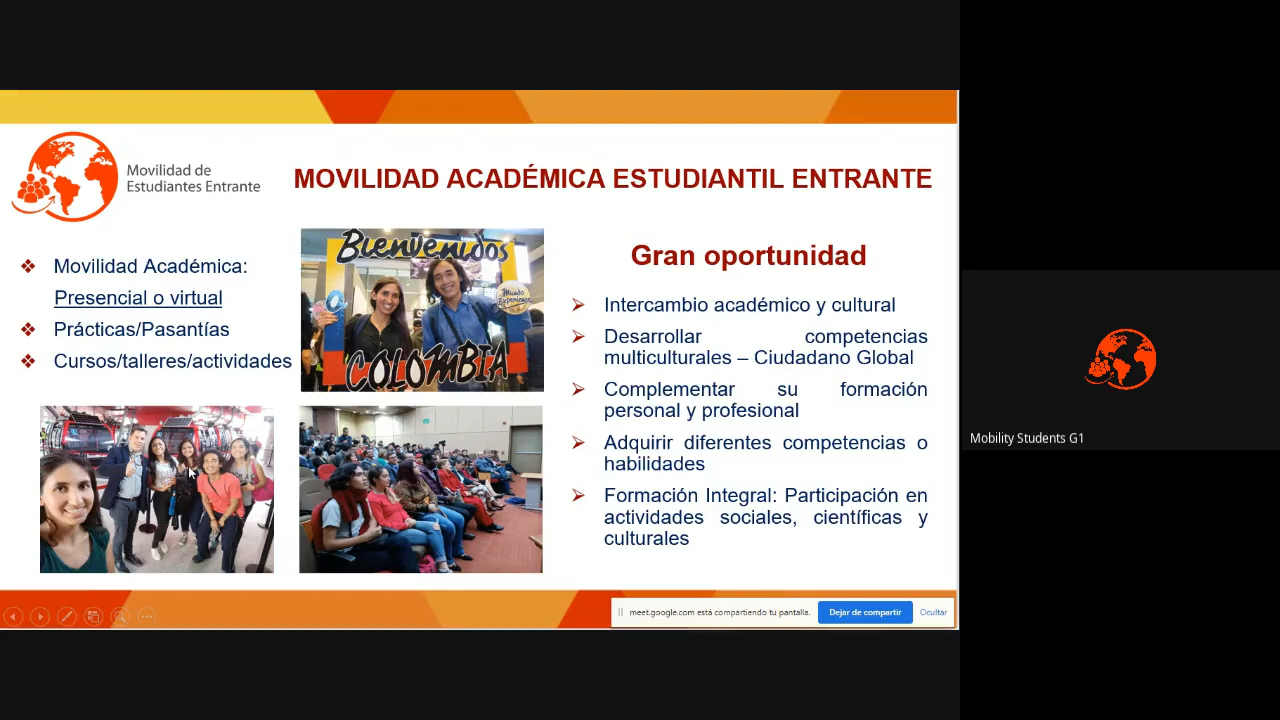 Movilidad de
Estudiantes Entrante
MOVILIDAD ACADÉMICA ESTUDIANTIL ENTRANTE
Movilidad Académica:
Presencial o virtual
Prácticas/Pasantías
Cursos/talleres/actividades
Bienvenidos
Mundo
Experience
COLOMBIA
Gran oportunidad
Intercambio académico y cultural
Desarrollar competencias
multiculturales – Ciudadano Global
Complementar su formación
personal y profesional
Adquirir diferentes competencias o
habilidades
Formación Integral: Participación en
actividades sociales, científicas y
culturales
meet.google.com está compartiendo tu pantalla.
Dejar de compartir
Ocultar
Mobility Students G1